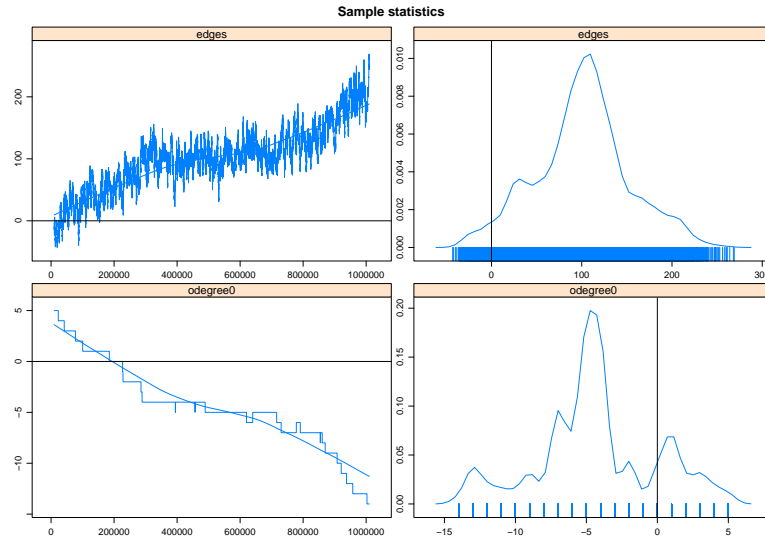 Sample statistics
edges
edges
0 100 200
0 200000 400000 600000 800000 1000000
0.000 0.002 0.004 0.006 0.008 0.010
0 100 200 30
odegree0
odegree0
−10 −5 0 5
0 200000 400000 600000 800000 1000000
0.00 0.05 0.10 0.15 0.20
−15 −10 −5 0 5